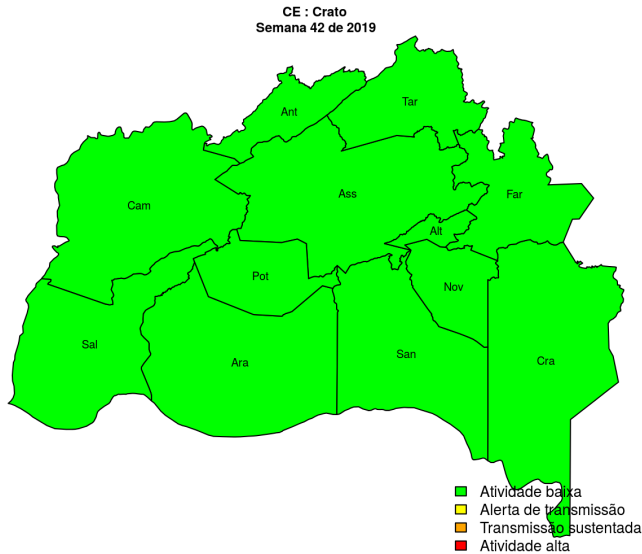 CE : Crato
Semana 42 de 2019
Tar
Ant
Ass
Far
Cam
Alt
Pot
Nov
Sal
San
Cra
Ara
Atividade baixa
Alerta de transmissão
Transmissão sustentada
Atividade alta